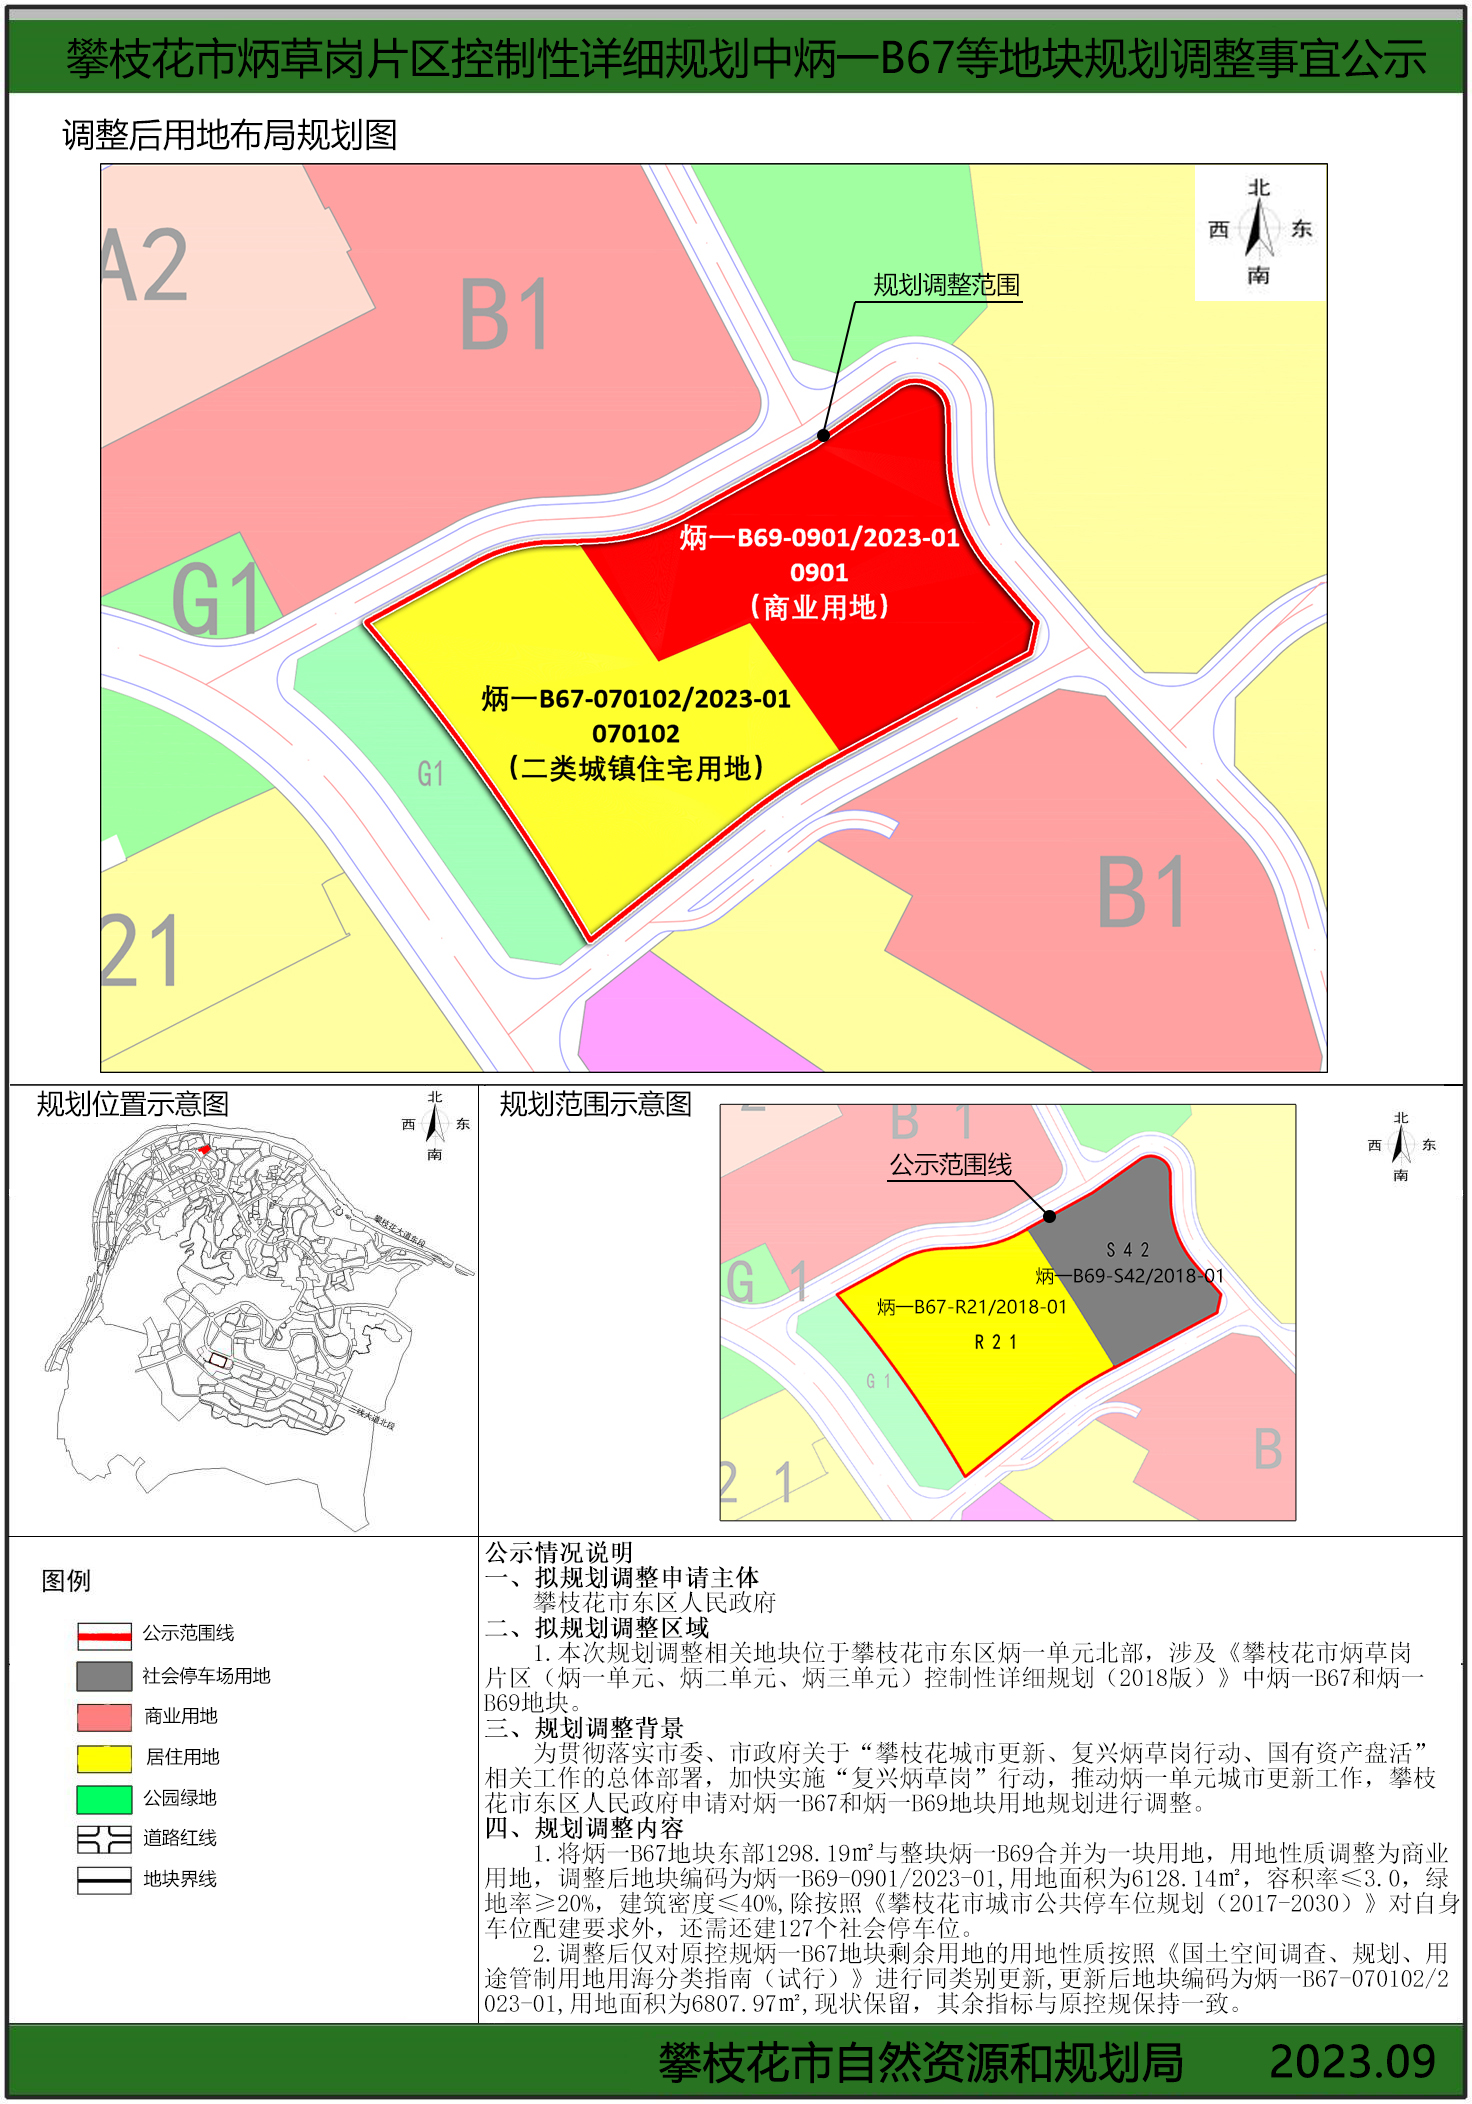 攀枝花市炳草岗片区控制性详细规划中炳一B67等地块规划调整事宜公示
调整后用地布局规划图
北
西 东
南
A2
B1
规划调整范围
炳一B69-0901/2023-01
0901
（商业用地）
G1
炳一B67-070102/2023-01
070102
（二类城镇住宅用地）
G1
B1
21
规划位置示意图
北
西 东
南
攀枝花大道东段
三线大道北段
规划范围示意图
北
西 东
南
2
B 1
公示范围线
S 4 2
炳一B69-S42/2018-01
G 1
炳一B67-R21/2018-01
R 2 1
G 1
B
2 1
图例
公示范围线
社会停车场用地
商业用地
居住用地
公园绿地
道路红线
地块界线
公示情况说明
一、拟规划调整申请主体
攀枝花市东区人民政府
二、拟规划调整区域
1.本次规划调整相关地块位于攀枝花市东区炳一单元北部，涉及《攀枝花市炳草岗
片区（炳一单元、炳二单元、炳三单元）控制性详细规划（2018版）》中炳一B67和炳一
B69地块。
三、规划调整背景
为贯彻落实市委、市政府关于“攀枝花城市更新、复兴炳草岗行动、国有资产盘活”
相关工作的总体部署，加快实施“复兴炳草岗”行动，推动炳一单元城市更新工作，攀枝
花市东区人民政府申请对炳一B67和炳一B69地块用地规划进行调整。
四、规划调整内容
1.将炳一B67地块东部1298.19㎡与整块炳一B69合并为一块用地，用地性质调整为商业
用地，调整后地块编码为炳一B69-0901/2023-01,用地面积为6128.14㎡，容积率≤3.0，绿
地率≥20%，建筑密度≤40%,除按照《攀枝花市城市公共停车位规划（2017-2030）》对自身
车位配建要求外，还需还建127个社会停车位。
2.调整后仅对原控规炳一B67地块剩余用地的用地性质按照《国土空间调查、规划、用
途管制用地用海分类指南（试行）》进行同类别更新,更新后地块编码为炳一B67-070102/2
023-01,用地面积为6807.97㎡,现状保留，其余指标与原控规保持一致。
攀枝花市自然资源和规划局 2023.09